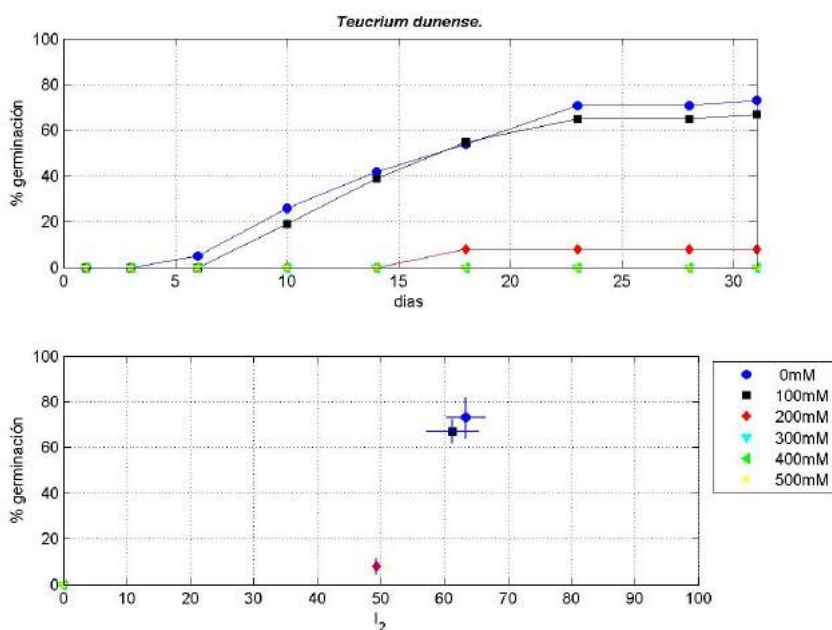 Teucrium dunense.
% germinación
100
80
60
40
20
0
0 5 10 15 20 25 30
dias
% germinación
100
80
60
40
20
0
0 10 20 30 40 50 60 70 80 90 100
I2
0mM
100mM
200mM
300mM
400mM
500mM